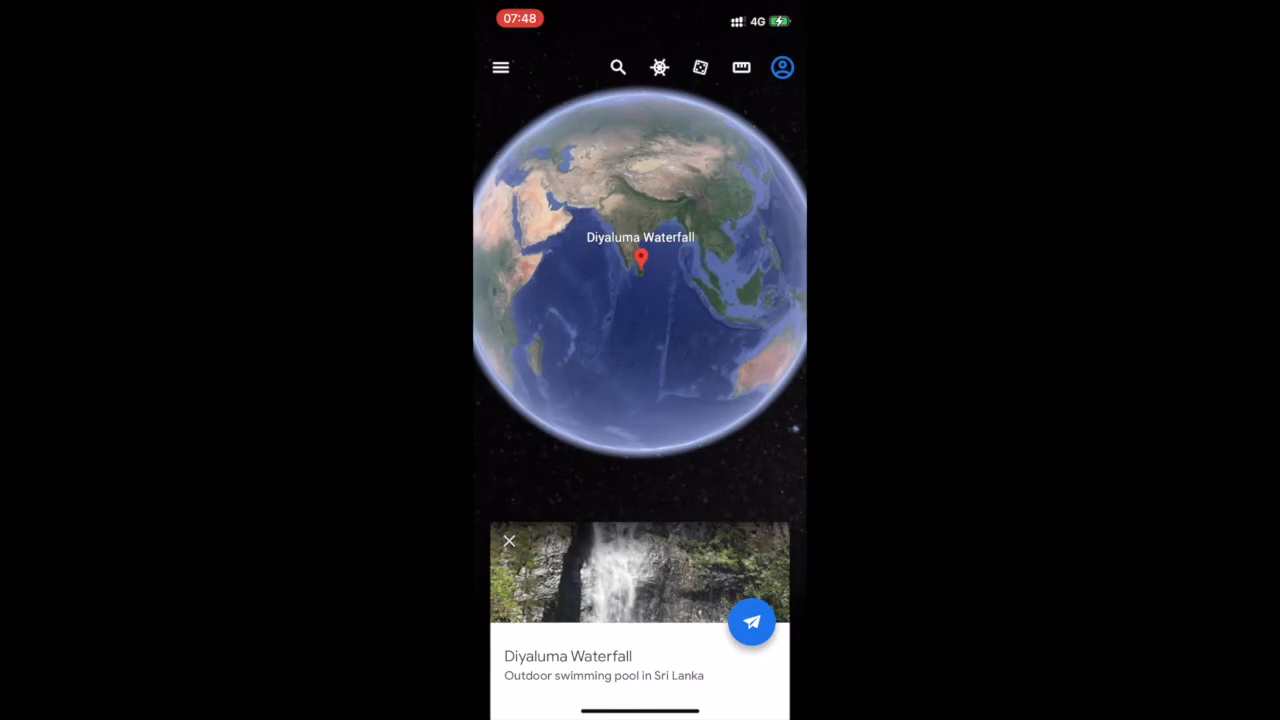 07:48
4G
Diyaluma Waterfall
Diyaluma Waterfall
Outdoor swimming pool in Sri Lanka